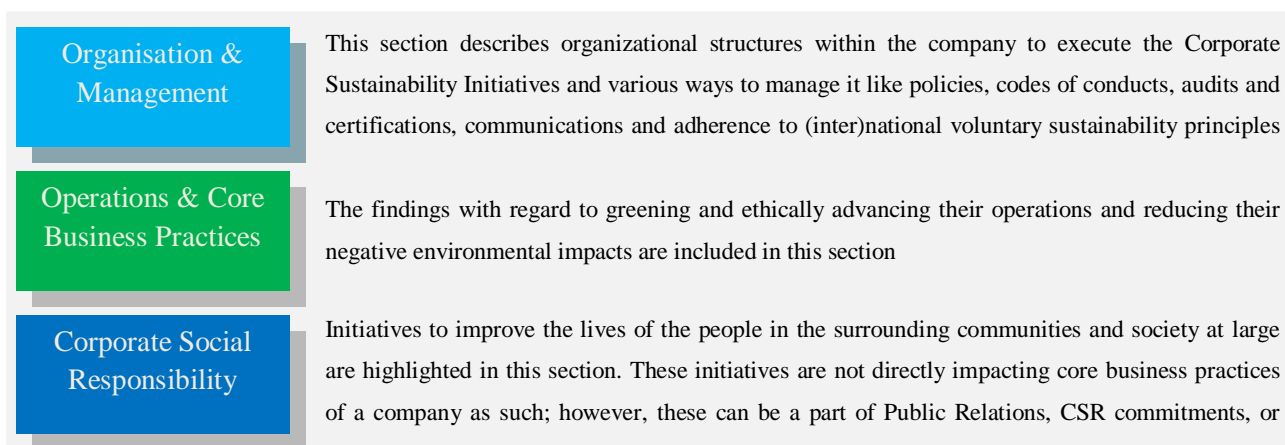 Organisation &
Management
This section describes organizational structures within the company to execute the Corporate
Sustainability Initiatives and various ways to manage it like policies, codes of conducts, audits and
certifications, communications and adherence to (inter)national voluntary sustainability principles
Operations & Core
Business Practices
The findings with regard to greening and ethically advancing their operations and reducing their
negative environmental impacts are included in this section
Corporate Social
Responsibility
Initiatives to improve the lives of the people in the surrounding communities and society at large
are highlighted in this section. These initiatives are not directly impacting core business practices
of a company as such; however, these can be a part of Public Relations, CSR commitments, or